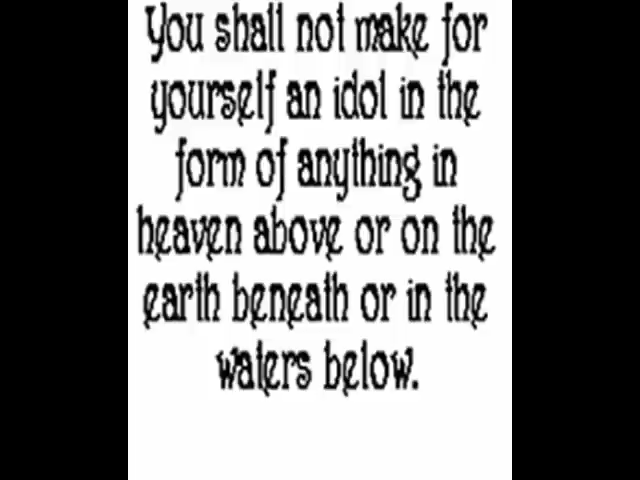 You shall not make for
yourself an idol in the
form of anything in
heaven above or on the
earth beneath or in the
waters below.